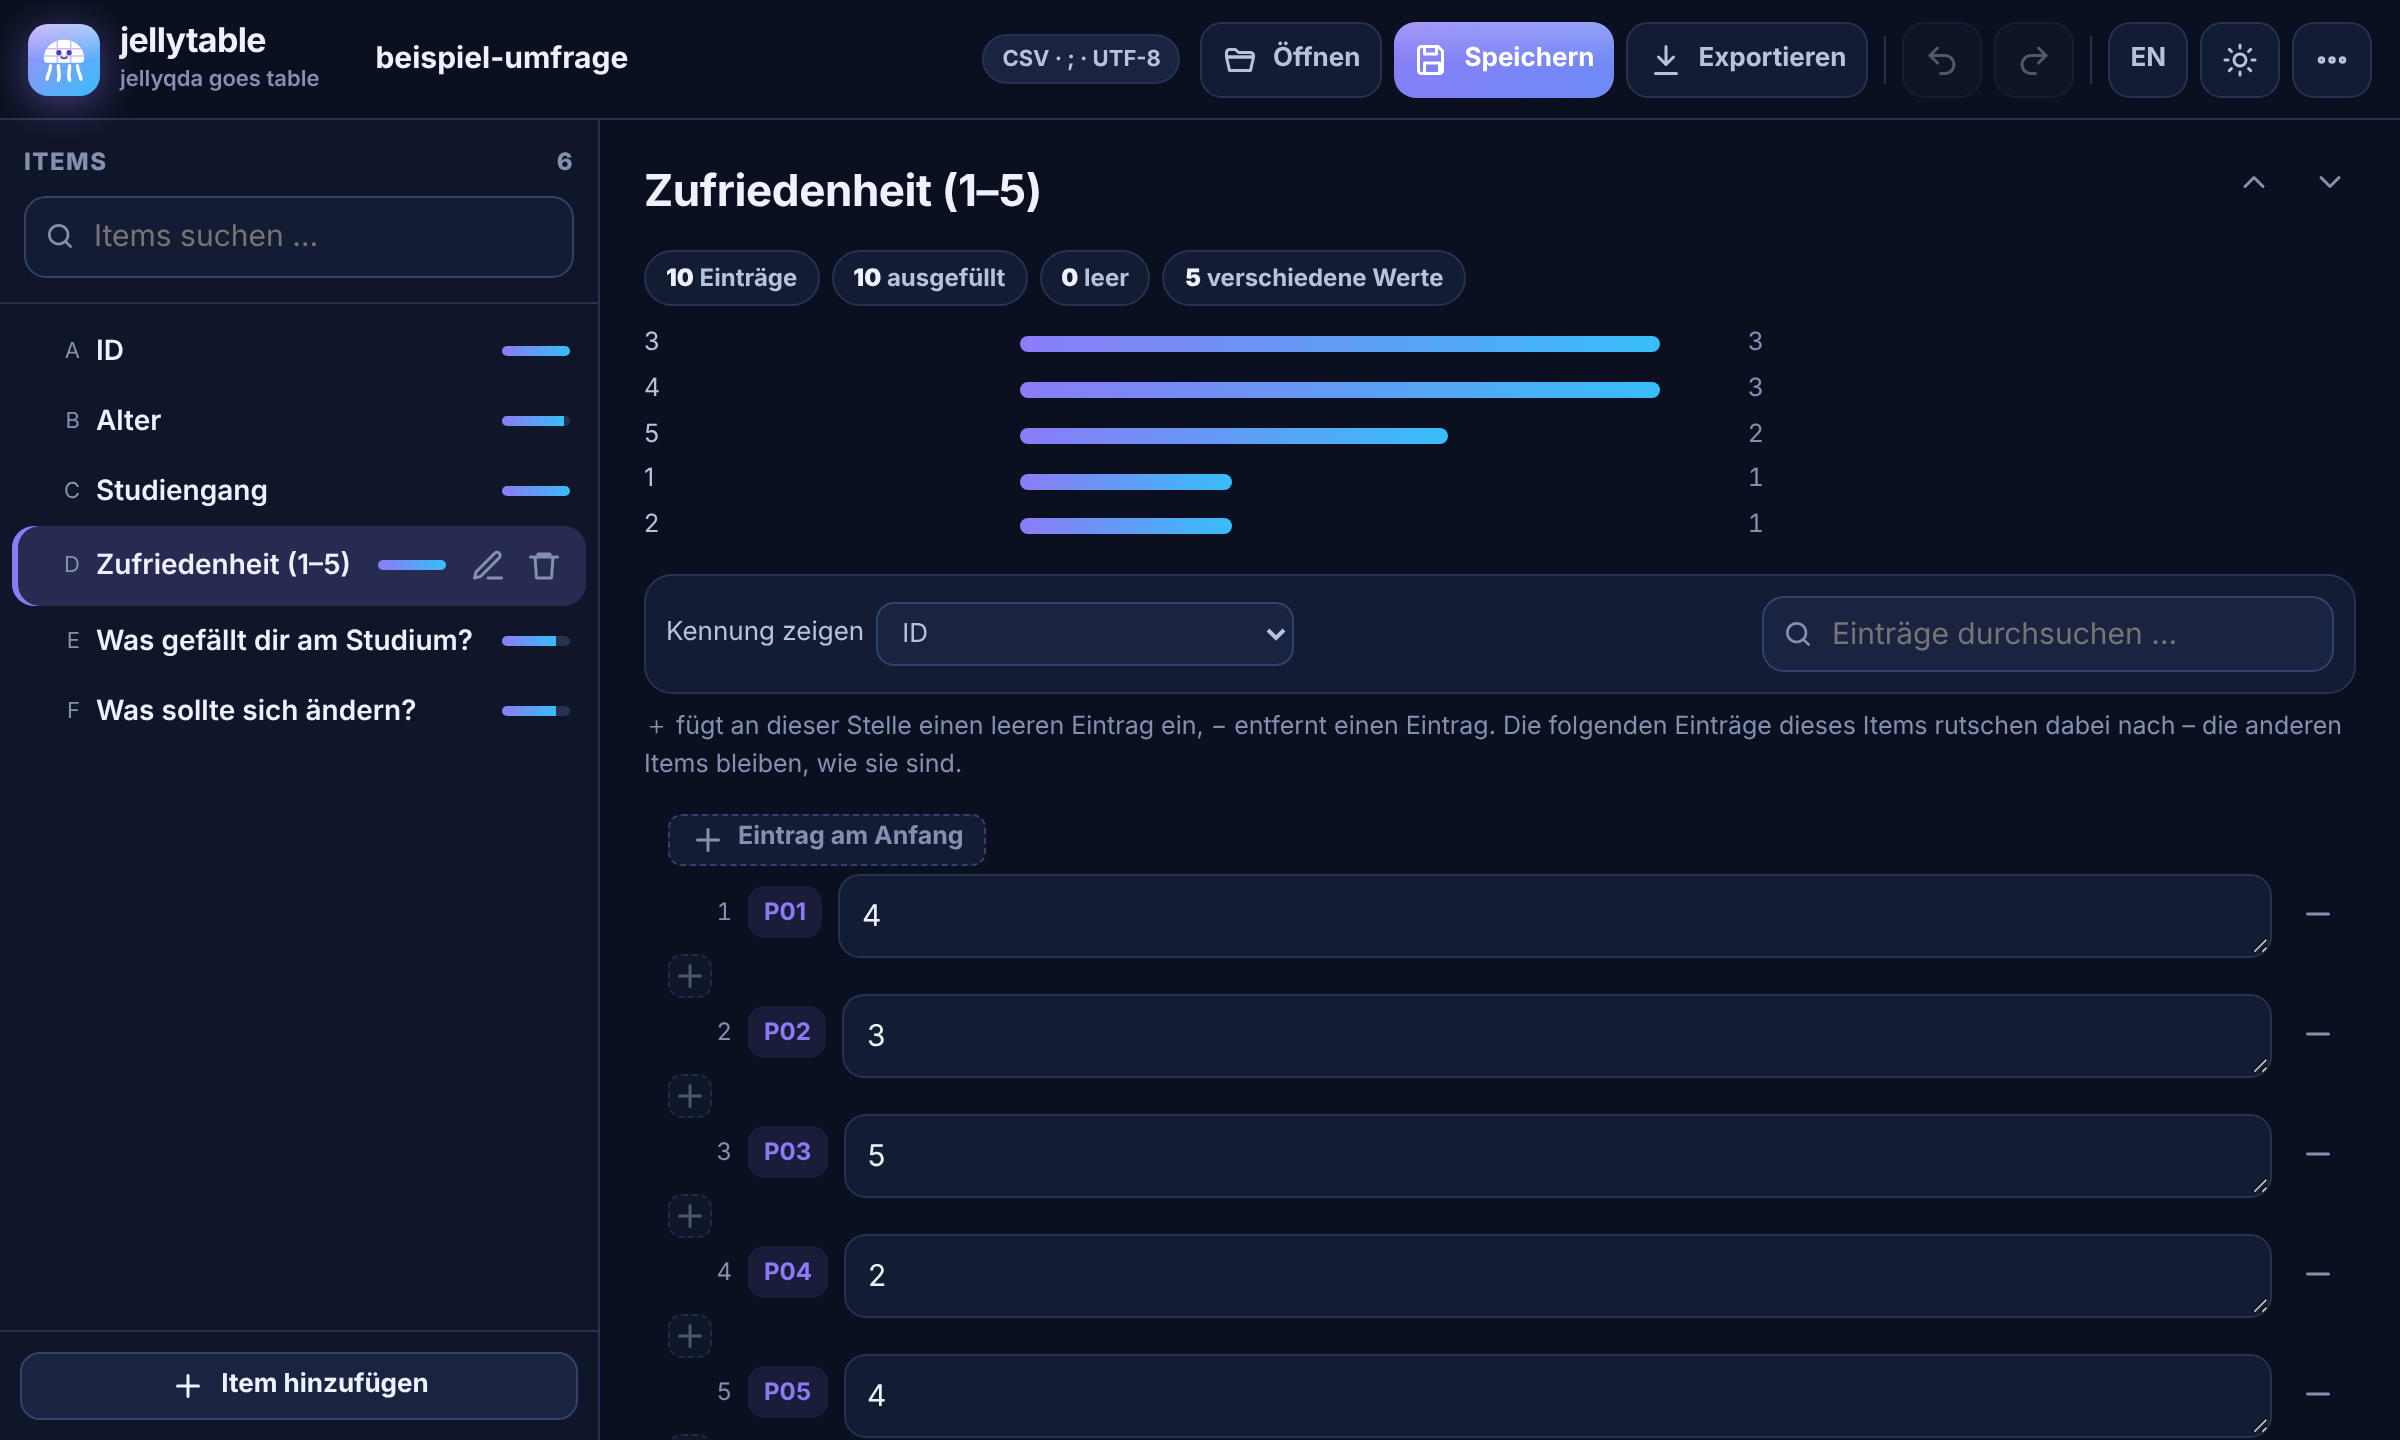 jellytable
jellyqda goes table
beispiel-umfrage
CSV · ; · UTF-8
Öffnen
Speichern
Exportieren
EN
ITEMS 6
Items suchen ...
A ID
B Alter
C Studiengang
D Zufriedenheit (1–5)
E Was gefällt dir am Studium?
F Was sollte sich ändern?
Item hinzufügen
Zufriedenheit (1–5)
10 Einträge
10 ausgefüllt
0 leer
5 verschiedene Werte
3 3
4 3
5 2
1 1
2 1
Kennung zeigen ID
Einträge durchsuchen ...
+ fügt an dieser Stelle einen leeren Eintrag ein, – entfernt einen Eintrag. Die folgenden Einträge dieses Items rutschen dabei nach – die anderen
Items bleiben, wie sie sind.
Eintrag am Anfang
1 P01 4
2 P02 3
3 P03 5
4 P04 2
5 P05 4